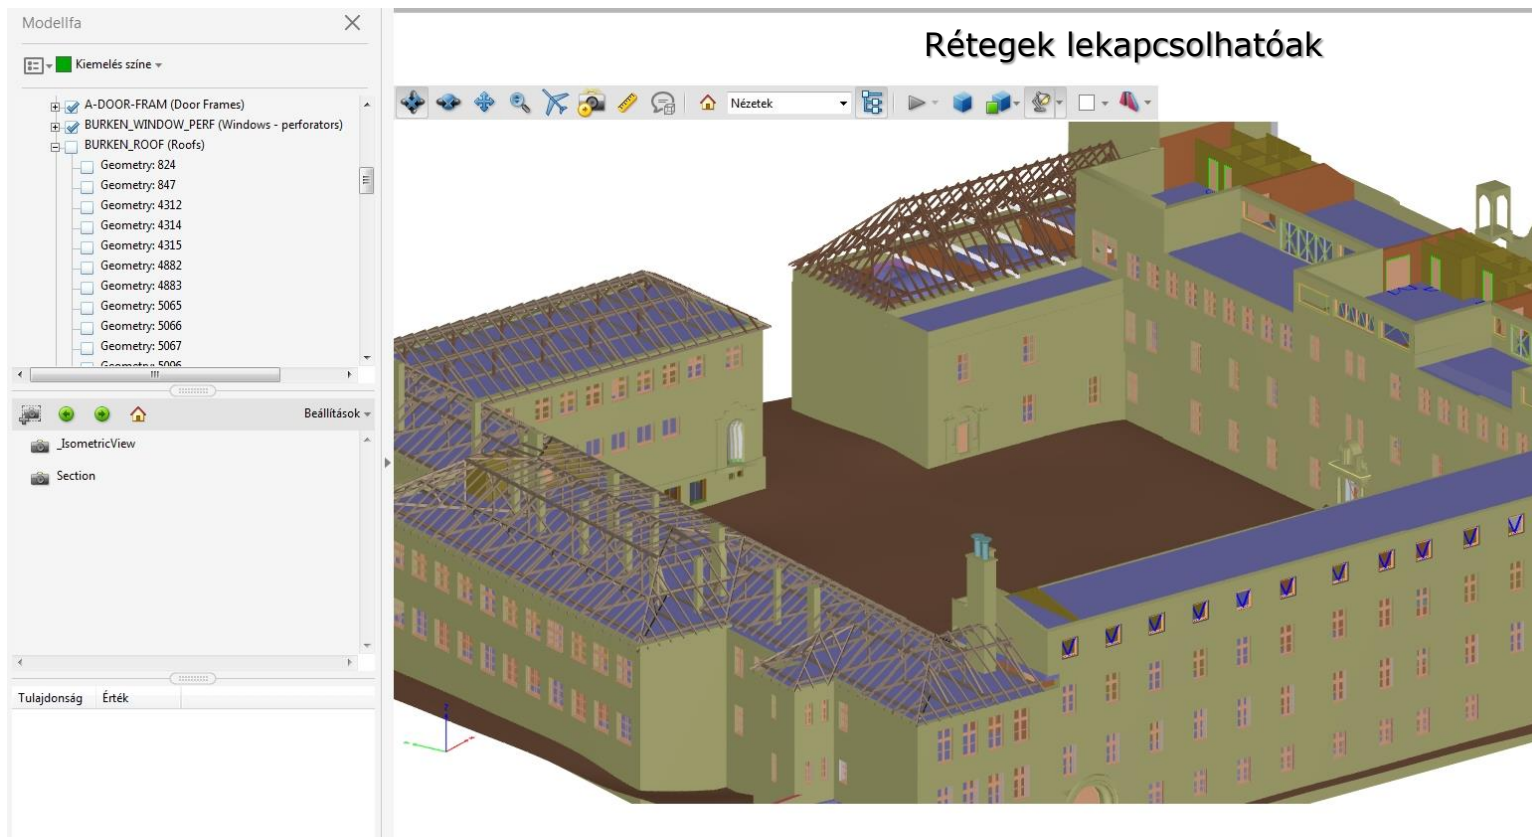 Modellfa
Rétegek lekapcsolhatóak
Kiemelés színe
Nézetek
A-DOOR-FRAM (Door Frames)
BURKEN_WINDOW_PERF (Windows - perforators)
BURKEN_ROOF (Roofs)
Geometry: 824
Geometry: 847
Geometry: 4312
Geometry: 4314
Geometry: 4315
Geometry: 4882
Geometry: 4883
Geometry: 5065
Geometry: 5066
Geometry: 5067
Geometry: 5096
Beállítások
_IsometricView
Section
Tulajdonság Érték
Z